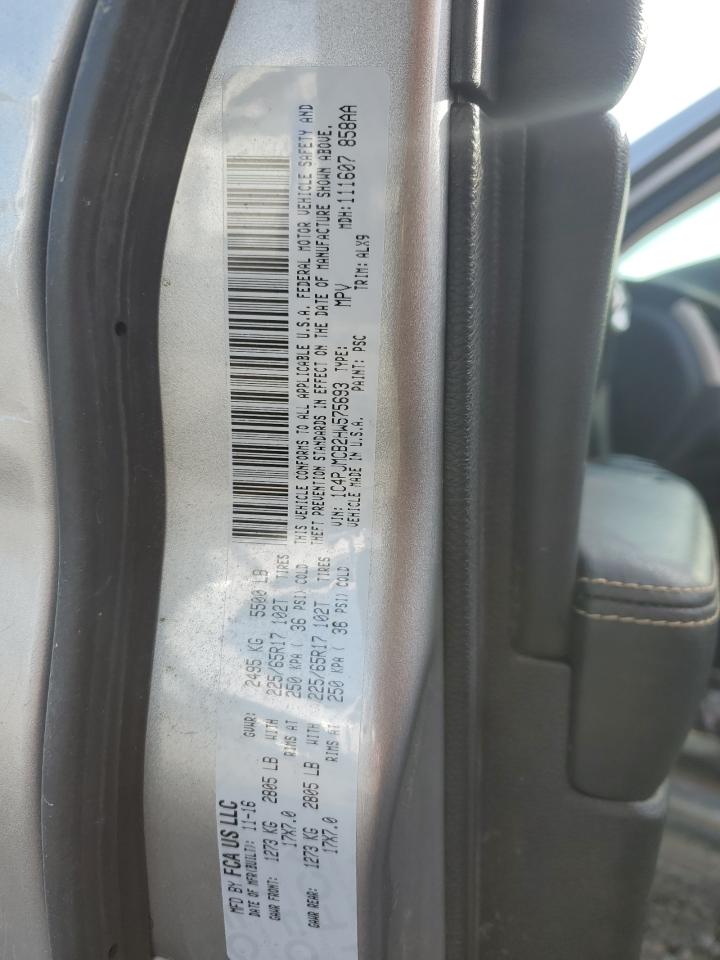 MFD BY FCA US LLC
DATE OF MFR(BUILT): 11-16 GVWR: 2495 KG 5500 LB
GAWR FRONT: 1273 KG 2805 LB WITH 225/65R17 102T TIRES
17X7.0 RIMS AT 250 KPA ( 36 PSI) COLD
GAWR REAR: 1273 KG 2805 LB WITH 225/65R17 102T TIRES
17X7.0 RIMS AT 250 KPA ( 36 PSI) COLD
THIS VEHICLE CONFORMS TO ALL APPLICABLE U.S.A. FEDERAL MOTOR VEHICLE SAFETY AND
THEFT PREVENTION STANDARDS IN EFFECT ON THE DATE OF MANUFACTURE SHOWN ABOVE.
VIN: 1C4PJMCB2HW575693 TYPE: MPV MDH:111607 858AA
VEHICLE MADE IN U.S.A. PAINT: PSC TRIM: ALX9